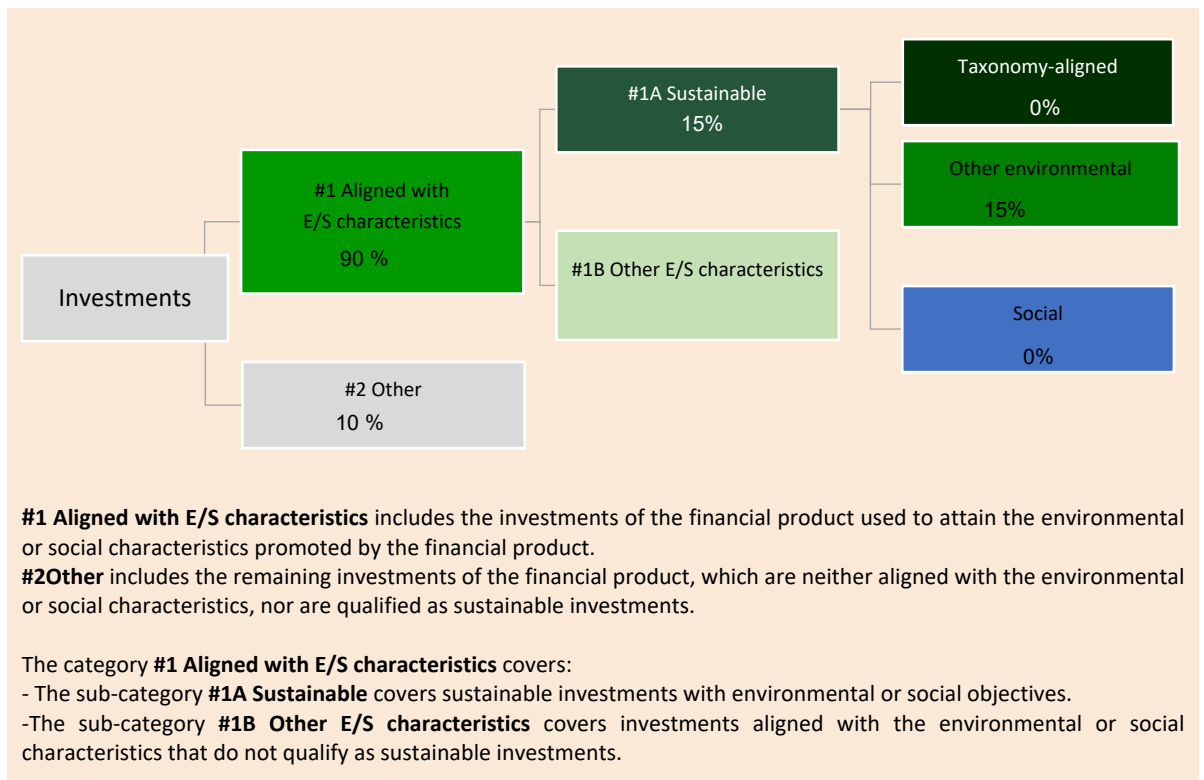 Taxonomy-aligned
0%
#1A Sustainable
15%
Other environmental
15%
#1 Aligned with
E/S characteristics
90 %
#1B Other E/S characteristics
Investments
Social
0%
#2 Other
10 %
#1 Aligned with E/S characteristics includes the investments of the financial product used to attain the environmental
or social characteristics promoted by the financial product.
#2Other includes the remaining investments of the financial product, which are neither aligned with the environmental
or social characteristics, nor are qualified as sustainable investments.
The category #1 Aligned with E/S characteristics covers:
- The sub-category #1A Sustainable covers sustainable investments with environmental or social objectives.
-The sub-category #1B Other E/S characteristics covers investments aligned with the environmental or social
characteristics that do not qualify as sustainable investments.